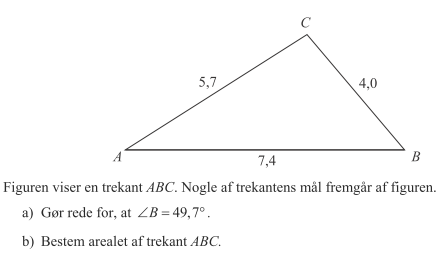 C
5,7
4,0
A
B
7,4
Figuren viser en trekant ABC. Nogle af trekantens mål fremgår af figuren.
a) Gør rede for, at ∠B = 49,7°.
b) Bestem arealet af trekant ABC.